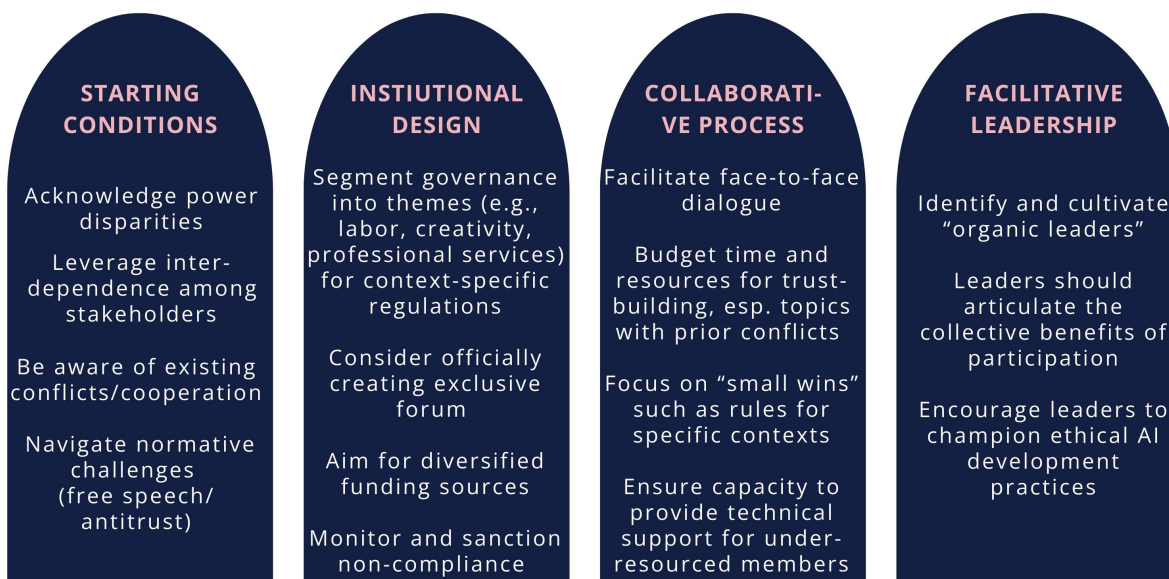 STARTING
CONDITIONS
Acknowledge power
disparities
Leverage inter-
dependence among
stakeholders
Be aware of existing
conflicts/cooperation
Navigate normative
challenges
(free speech/
antitrust)
INSTIUTIONAL
DESIGN
Segment governance
into themes (e.g.,
labor, creativity,
professional services)
for context-specific
regulations
Consider officially
creating exclusive
forum
Aim for diversified
funding sources
Monitor and sanction
non-compliance
COLLABORATI-
VE PROCESS
Facilitate face-to-face
dialogue
Budget time and
resources for trust-
building, esp. topics
with prior conflicts
Focus on “small wins”
such as rules for
specific contexts
Ensure capacity to
provide technical
support for under-
resourced members
FACILITATIVE
LEADERSHIP
Identify and cultivate
“organic leaders”
Leaders should
articulate the
collective benefits of
participation
Encourage leaders to
champion ethical AI
development
practices